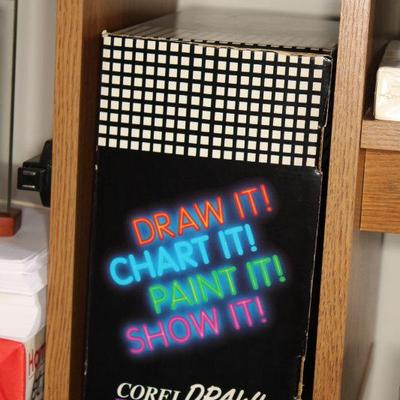 DRAW IT!
CHART IT!
PAINT IT!
SHOW IT!
COREL DRAW!